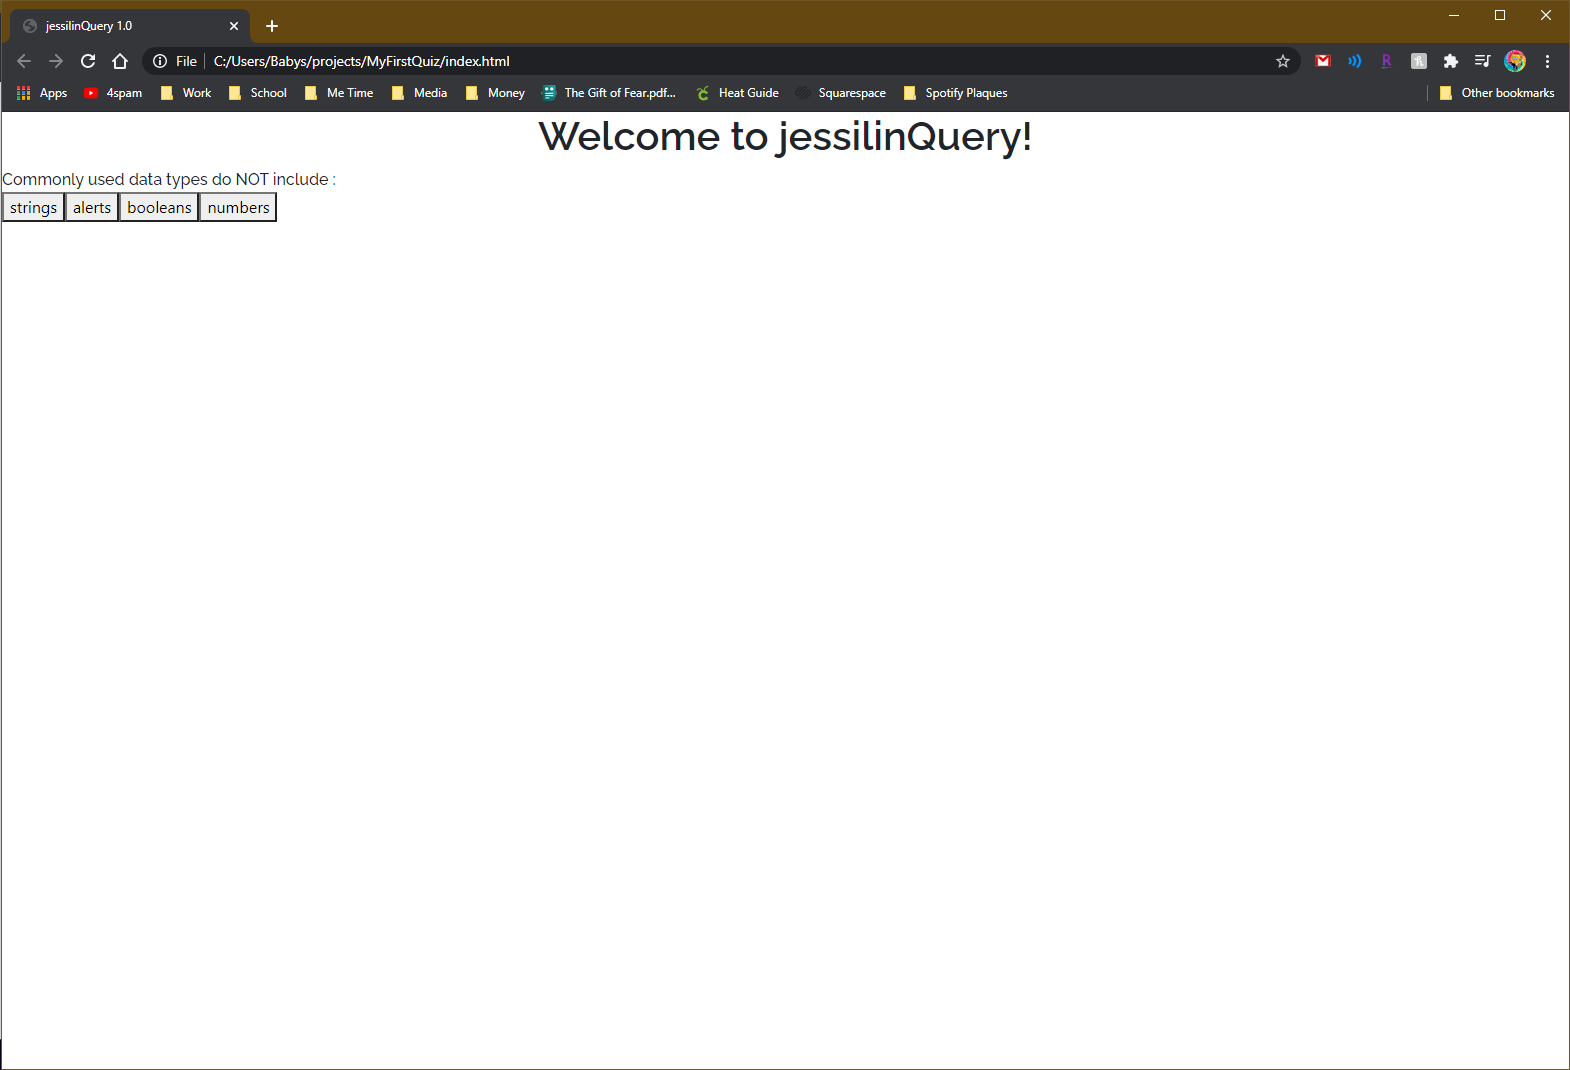 jessilinQuery 1.0
File C:/Users/Babys/projects/MyFirstQuiz/index.html
Apps 4spam Work School Me Time Media Money The Gift of Fear.pdf... Heat Guide Squarespace Spotify Plaques Other bookmarks
Welcome to jessilinQuery!
Commonly used data types do NOT include :
strings alerts booleans numbers